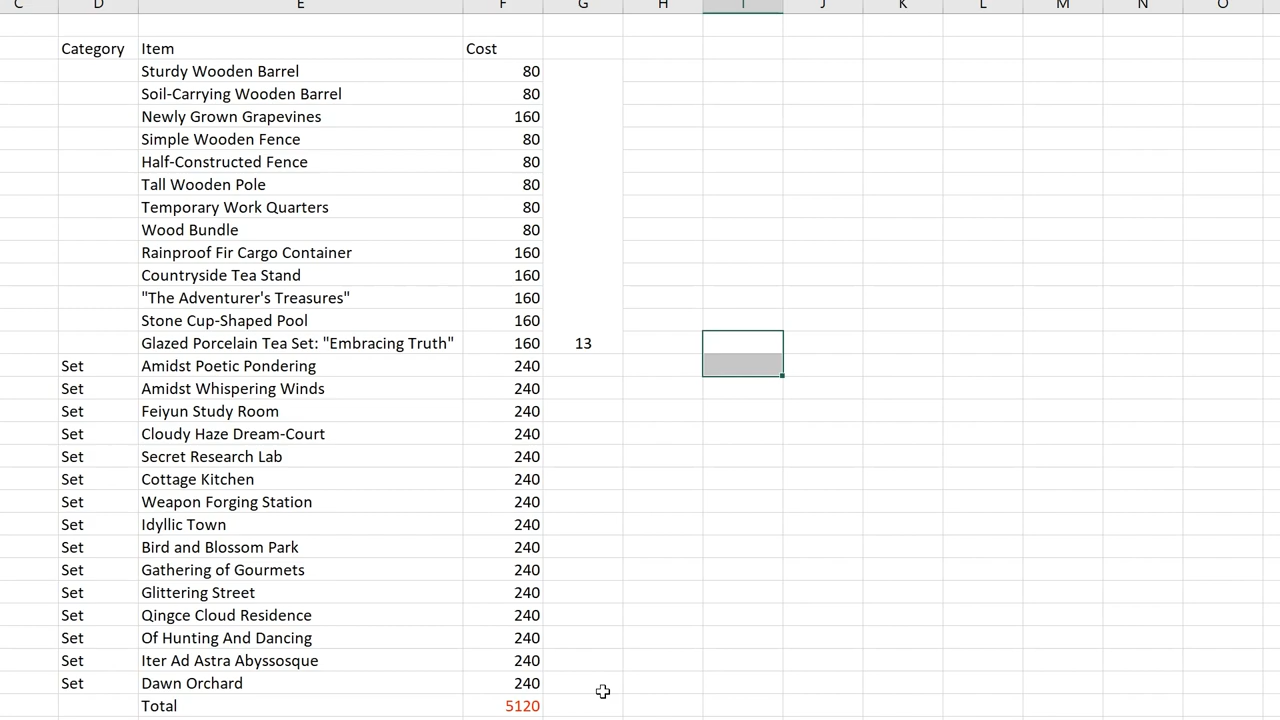 C D E F G H I J K L M N O
Category Item Cost
Sturdy Wooden Barrel 80
Soil-Carrying Wooden Barrel 80
Newly Grown Grapevines 160
Simple Wooden Fence 80
Half-Constructed Fence 80
Tall Wooden Pole 80
Temporary Work Quarters 80
Wood Bundle 80
Rainproof Fir Cargo Container 160
Countryside Tea Stand 160
"The Adventurer's Treasures" 160
Stone Cup-Shaped Pool 160
Glazed Porcelain Tea Set: "Embracing Truth" 160 13
Set Amidst Poetic Pondering 240
Set Amidst Whispering Winds 240
Set Feiyun Study Room 240
Set Cloudy Haze Dream-Court 240
Set Secret Research Lab 240
Set Cottage Kitchen 240
Set Weapon Forging Station 240
Set Idyllic Town 240
Set Bird and Blossom Park 240
Set Gathering of Gourmets 240
Set Glittering Street 240
Set Qingce Cloud Residence 240
Set Of Hunting And Dancing 240
Set Iter Ad Astra Abyssosque 240
Set Dawn Orchard 240
Total 5120